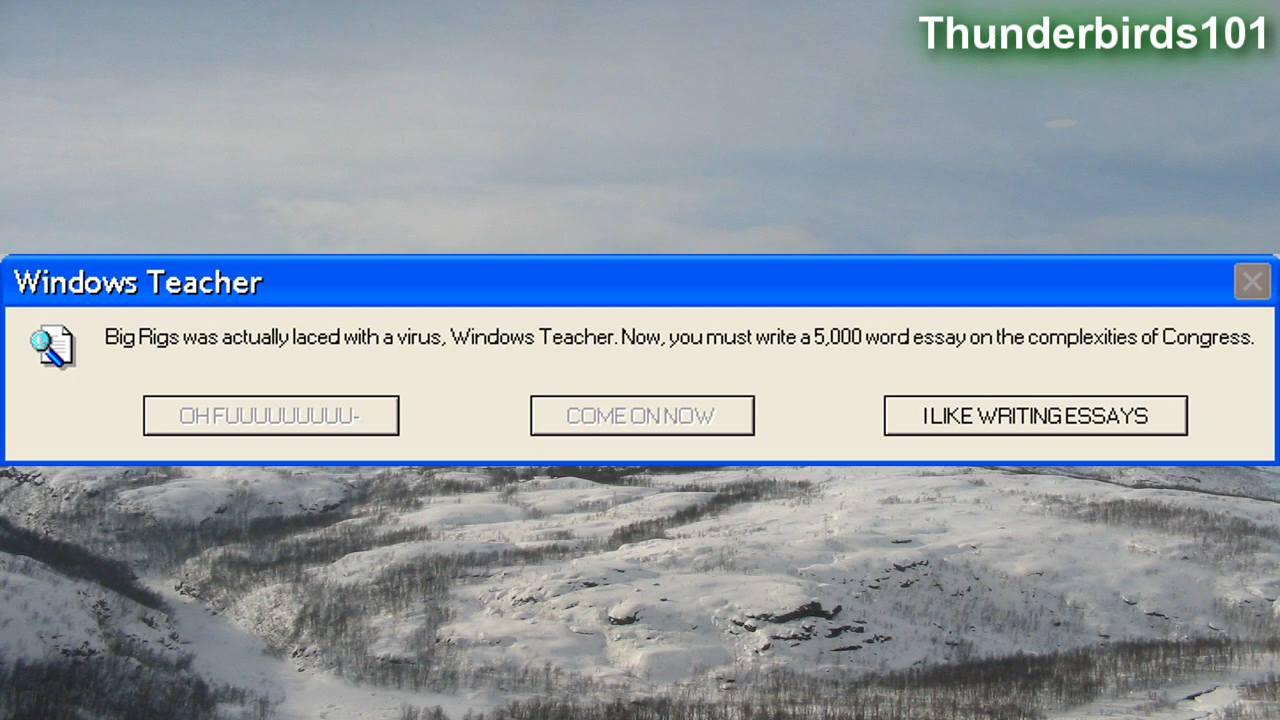 Thunderbirds101
Windows Teacher
Big Rigs was actually laced with a virus, Windows Teacher. Now, you must write a 5,000 word essay on the complexities of Congress.
OH FUUUUUUUUU-
COME ON NOW
I LIKE WRITING ESSAYS